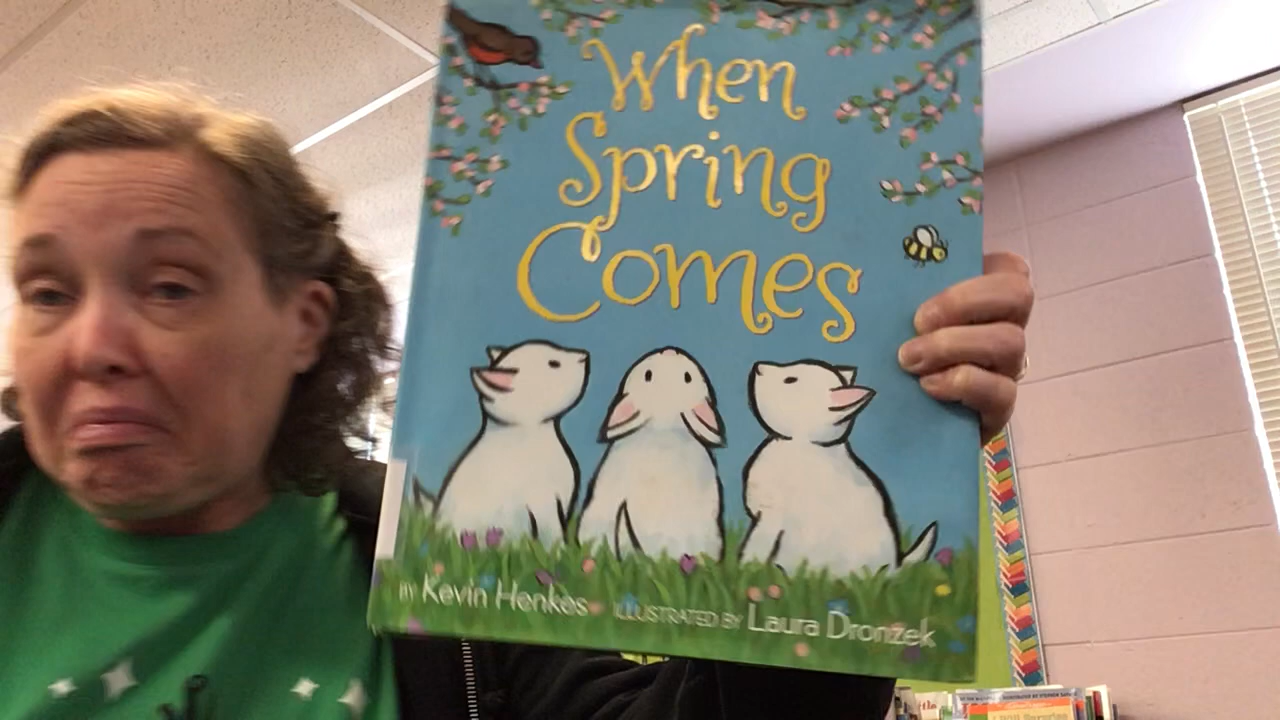 When
Spring
Comes
BY Kevin Henkes ILLUSTRATED BY Laura Dronzek